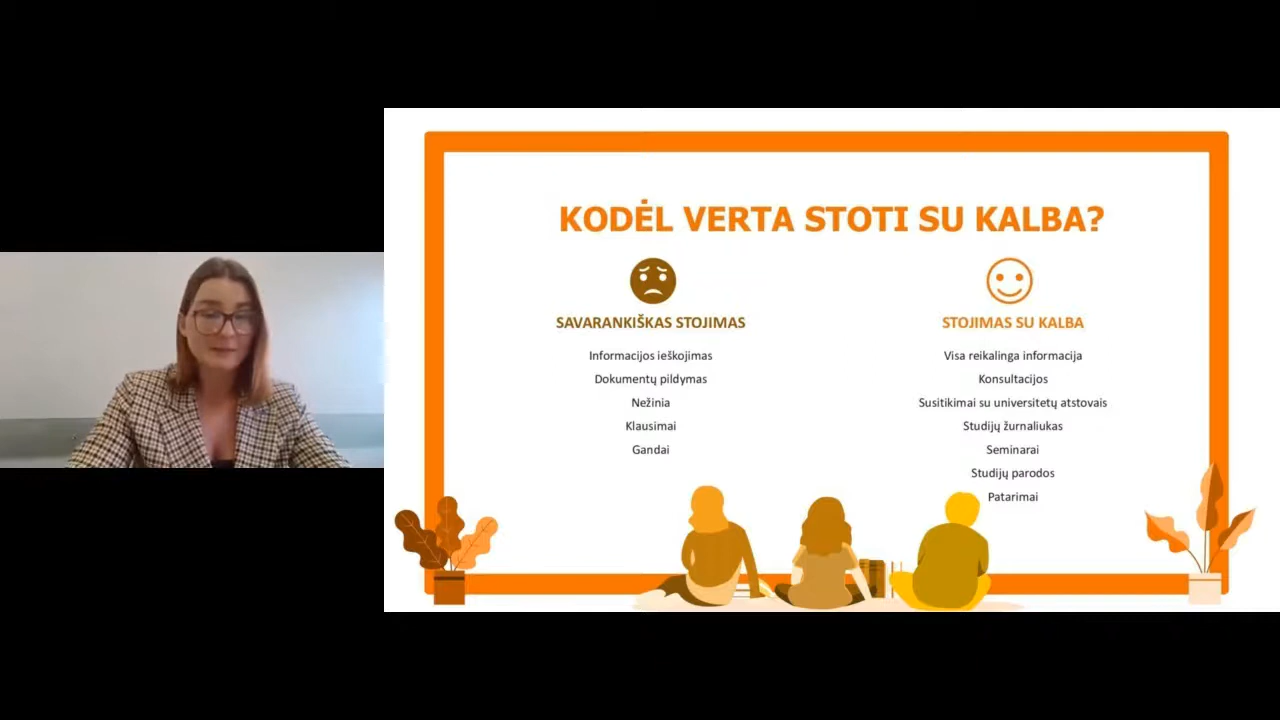 KODĖL VERTA STOTI SU KALBA?
SAVARANKIŠKAS STOJIMAS
Informacijos ieškojimas
Dokumentų pildymas
Nežinia
Klausimai
Gandai
STOJIMAS SU KALBA
Visa reikalinga informacija
Konsultacijos
Susitikimai su universitetų atstovais
Studijų žurnaliukas
Seminarai
Studijų parodos
Patarimai